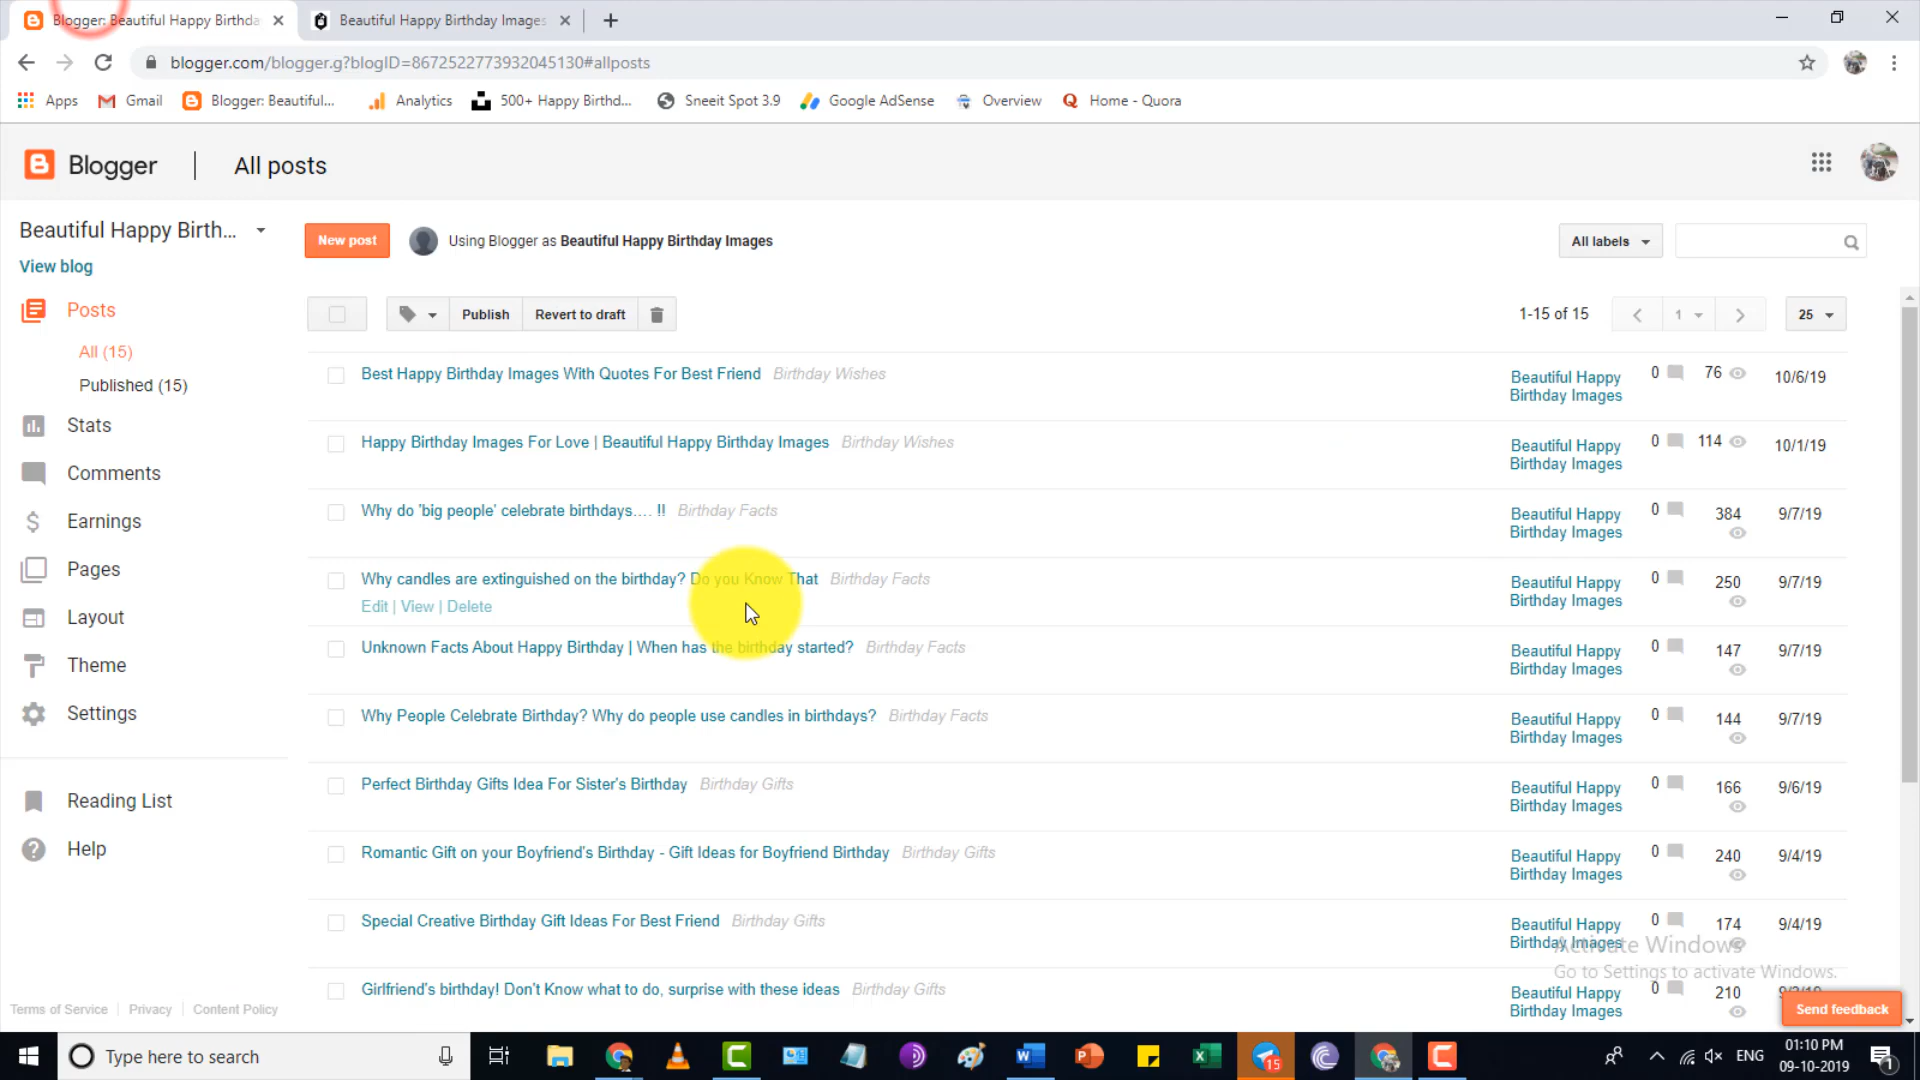 Blogger: Beautiful Happy Birthda
Beautiful Happy Birthday Images
blogger.com/blogger.g?blogID=8672522773932045130#allposts
Apps
Gmail
Blogger: Beautiful...
Analytics
500+ Happy Birthd...
Sneeit Spot 3.9
Google AdSense
Overview
Home - Quora
Blogger
All posts
Beautiful Happy Birth...
View blog
New post
Using Blogger as Beautiful Happy Birthday Images
All labels
Posts
All (15)
Published (15)
Stats
Comments
Earnings
Pages
Layout
Theme
Settings
Reading List
Help
Terms of Service
Privacy
Content Policy
Publish
Revert to draft
1-15 of 15
1
25
Best Happy Birthday Images With Quotes For Best Friend Birthday Wishes
Beautiful Happy
Birthday Images
0
76
10/6/19
Happy Birthday Images For Love | Beautiful Happy Birthday Images Birthday Wishes
Beautiful Happy
Birthday Images
0
114
10/1/19
Why do 'big people' celebrate birthdays.... !! Birthday Facts
Beautiful Happy
Birthday Images
0
384
9/7/19
Why candles are extinguished on the birthday? Do you Know That Birthday Facts
Edit | View | Delete
Beautiful Happy
Birthday Images
0
250
9/7/19
Unknown Facts About Happy Birthday | When has the birthday started? Birthday Facts
Beautiful Happy
Birthday Images
0
147
9/7/19
Why People Celebrate Birthday? Why do people use candles in birthdays? Birthday Facts
Beautiful Happy
Birthday Images
0
144
9/7/19
Perfect Birthday Gifts Idea For Sister's Birthday Birthday Gifts
Beautiful Happy
Birthday Images
0
166
9/6/19
Romantic Gift on your Boyfriend's Birthday - Gift Ideas for Boyfriend Birthday Birthday Gifts
Beautiful Happy
Birthday Images
0
240
9/4/19
Special Creative Birthday Gift Ideas For Best Friend Birthday Gifts
Beautiful Happy
Birthday Images
0
174
9/4/19
Activate Windows
Go to Settings to activate Windows.
Girlfriend's birthday! Don't Know what to do, surprise with these ideas Birthday Gifts
Beautiful Happy
Birthday Images
0
210
Send feedback
Type here to search
15
ENG
01:10 PM
09-10-2019
1